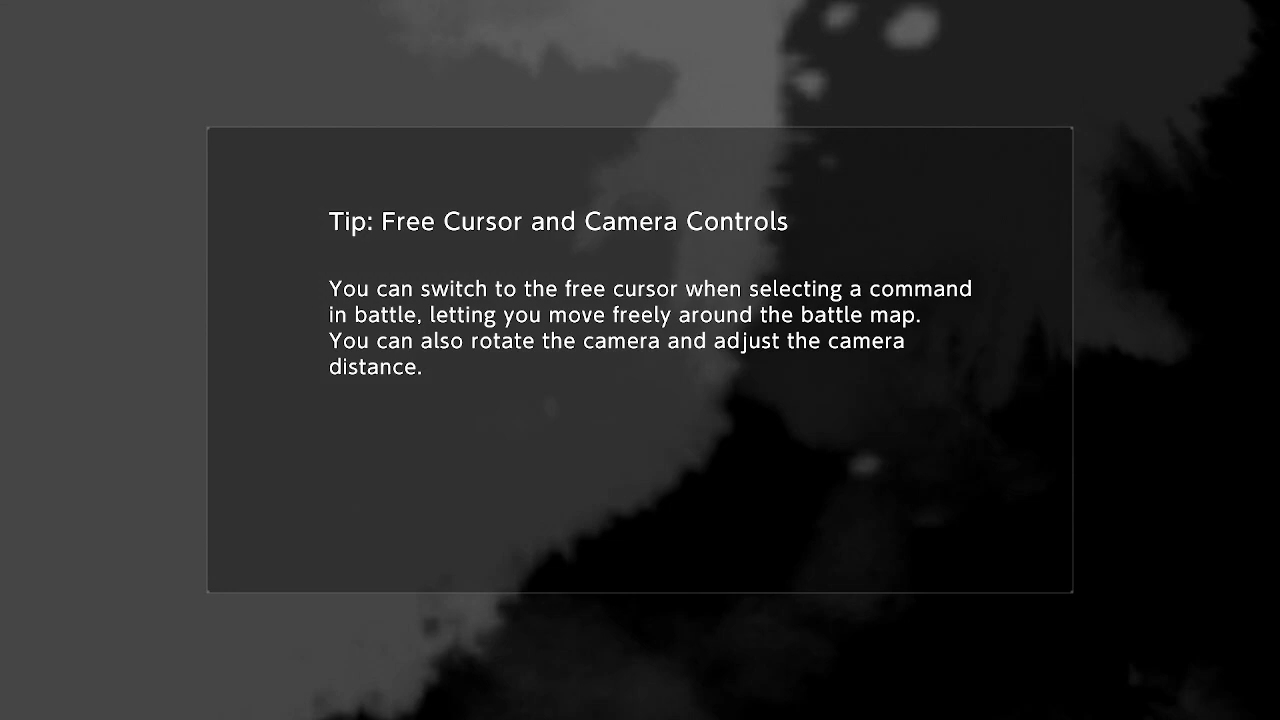 Tip: Free Cursor and Camera Controls
You can switch to the free cursor when selecting a command
in battle, letting you move freely around the battle map.
You can also rotate the camera and adjust the camera
distance.